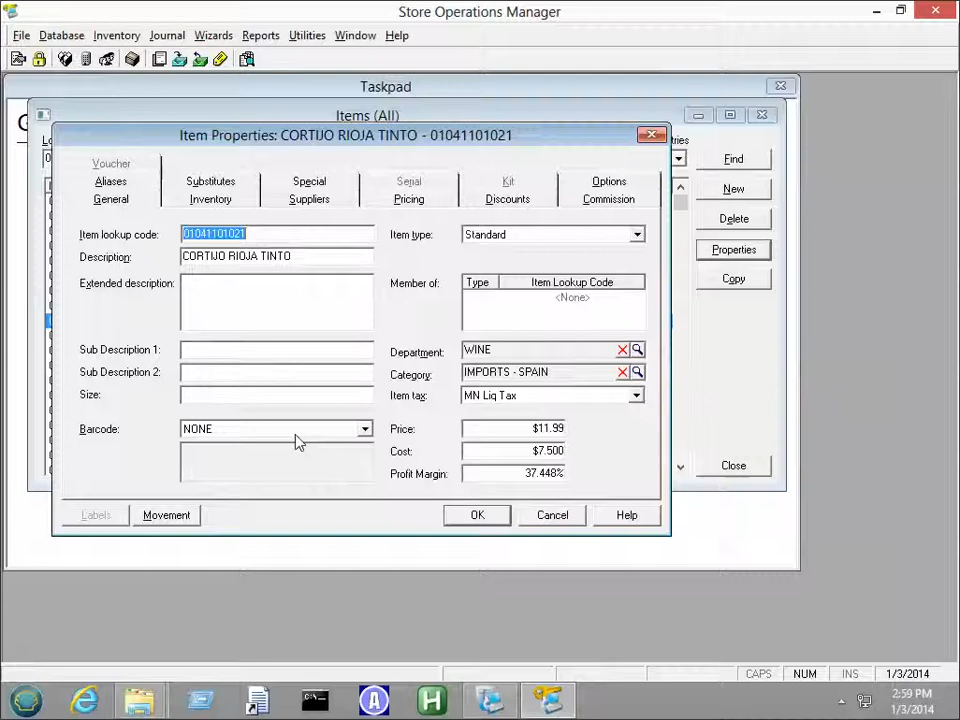 Store Operations Manager
File Database Inventory Journal Wizards Reports Utilities Window Help
Taskpad
Items (All)
Item Properties: CORTIJO RIOJA TINTO - 01041101021
Voucher
Aliases Substitutes Special Serial Kit Options
General Inventory Suppliers Pricing Discounts Commission
Item lookup code: 01041101021
Item type: Standard
Description: CORTIJO RIOJA TINTO
Extended description:
Member of: Type Item Lookup Code
<None>
Sub Description 1:
Department: WINE
Sub Description 2:
Category: IMPORTS - SPAIN
Size:
Item tax: MN Liq Tax
Barcode: NONE
Price: $11.99
Cost: $7.500
Profit Margin: 37.448%
Labels Movement OK Cancel Help
Find
New
Delete
Properties
Copy
Close
CAPS NUM INS 1/3/2014
2:59 PM
1/3/2014